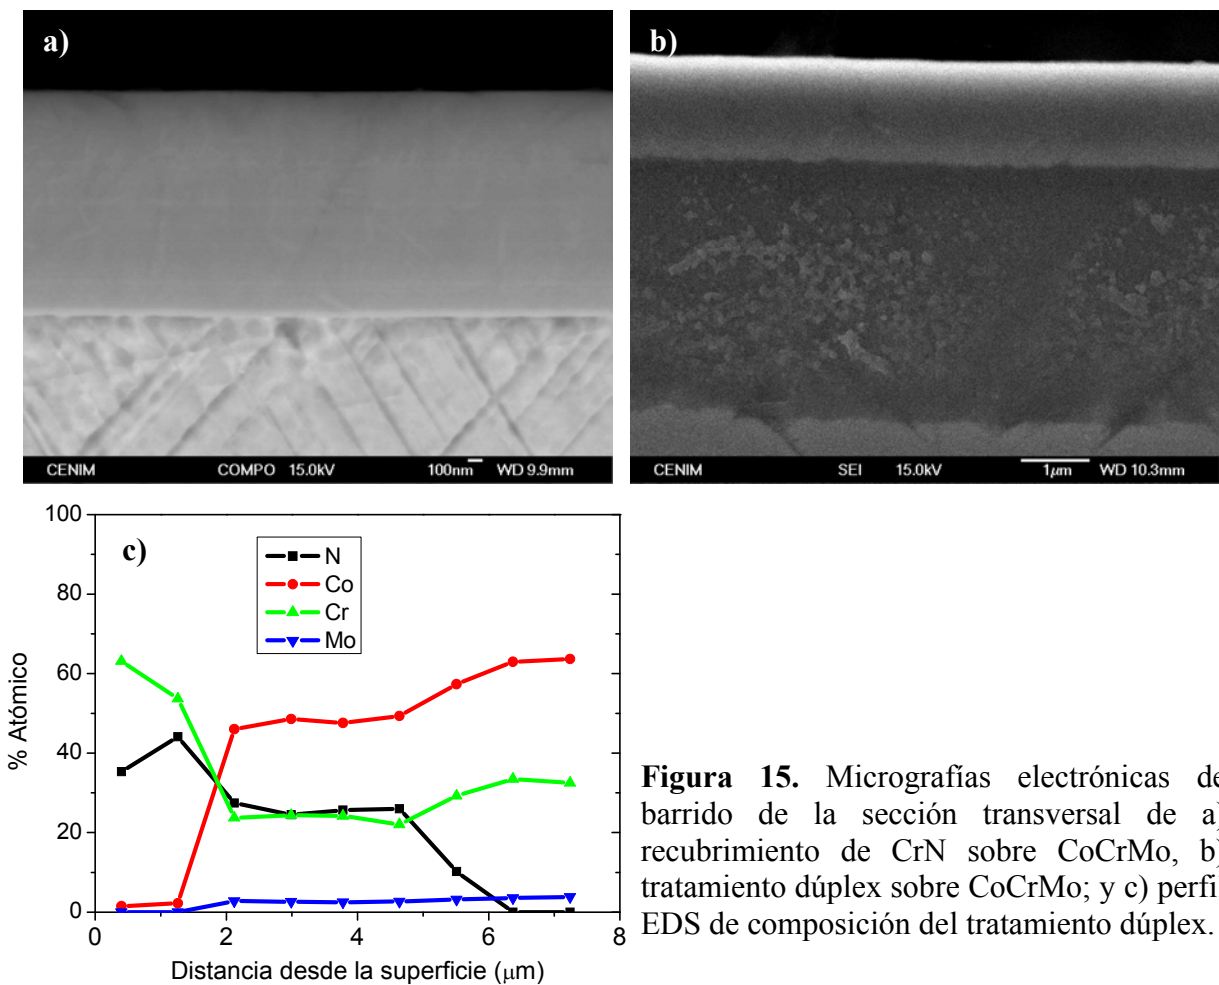 a)
CENIM COMPO 15.0kV 100nm WD 9.9mm
b)
CENIM SEI 15.0kV 1µm WD 10.3mm
c)
N
Co
Cr
Mo
100
80
60
40
20
0
% Atómico
0 2 4 6 8
Distancia desde la superficie (µm)
Figura 15. Micrografías electrónicas de
barrido de la sección transversal de a)
recubrimiento de CrN sobre CoCrMo, b)
tratamiento dúplex sobre CoCrMo; y c) perfil
EDS de composición del tratamiento dúplex.